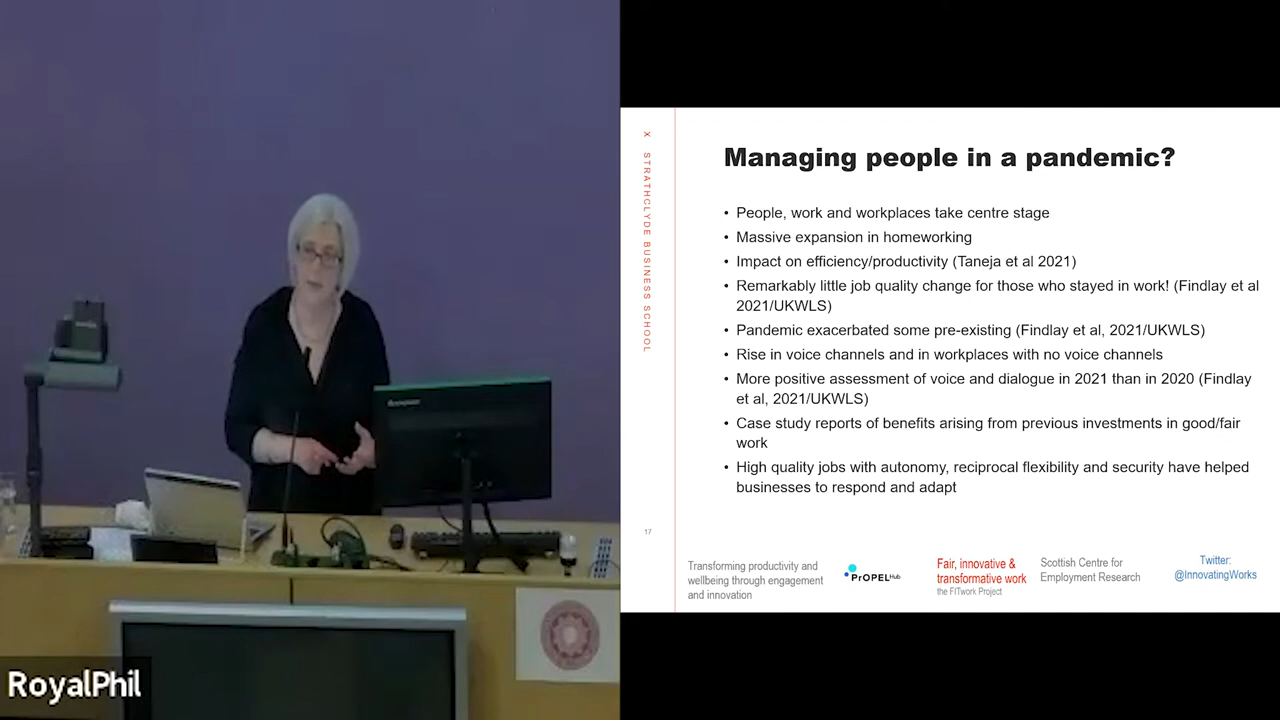 RoyalPhil
X STRATHCLYDE BUSINESS SCHOOL
Managing people in a pandemic?
• People, work and workplaces take centre stage
• Massive expansion in homeworking
• Impact on efficiency/productivity (Taneja et al 2021)
• Remarkably little job quality change for those who stayed in work! (Findlay et al
2021/UKWLS)
• Pandemic exacerbated some pre-existing (Findlay et al, 2021/UKWLS)
• Rise in voice channels and in workplaces with no voice channels
• More positive assessment of voice and dialogue in 2021 than in 2020 (Findlay
et al, 2021/UKWLS)
• Case study reports of benefits arising from previous investments in good/fair
work
• High quality jobs with autonomy, reciprocal flexibility and security have helped
businesses to respond and adapt
17
Transforming productivity and
wellbeing through engagement
and innovation
PrOPEL Hub
Fair, innovative &
transformative work
the FITwork Project
Scottish Centre for
Employment Research
Twitter:
@InnovatingWorks